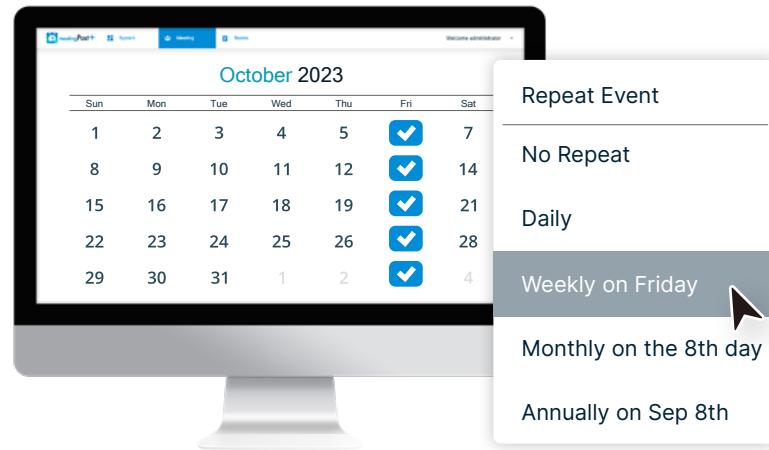 meetingPost+ System Meeting Rooms Welcome administrator
October 2023
Sun Mon Tue Wed Thu Fri Sat
1 2 3 4 5 7
8 9 10 11 12 14
15 16 17 18 19 21
22 23 24 25 26 28
29 30 31 1 2 4
Repeat Event
No Repeat
Daily
Weekly on Friday
Monthly on the 8th day
Annually on Sep 8th